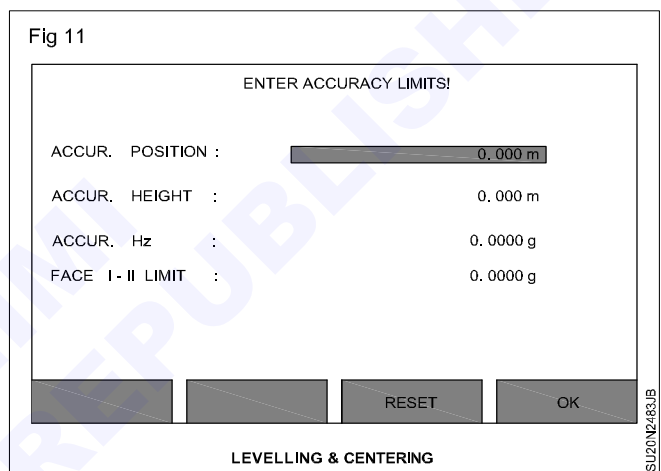 Fig 11
ENTER ACCURACY LIMITS!
ACCUR. POSITION : 0.000 m
ACCUR. HEIGHT : 0.000 m
ACCUR. Hz : 0.0000 g
FACE I - II LIMIT : 0.0000 g
RESET OK
LEVELLING & CENTERING
SU20N2483JB
REPUBLISH